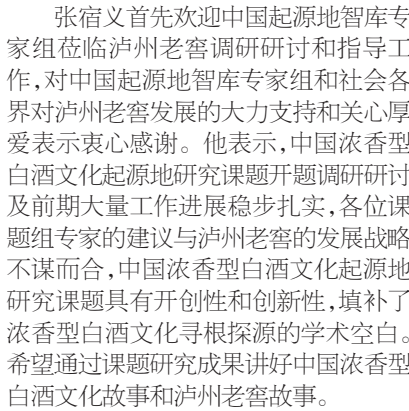 张宿义首先欢迎中国起源地智库专
家组莅临泸州老窖调研研讨和指导工
作，对中国起源地智库专家组和社会各
界对泸州老窖发展的大力支持和关心厚
爱表示衷心感谢。他表示，中国浓香型
白酒文化起源地研究课题开题调研研讨
及前期大量工作进展稳步扎实，各位课
题组专家的建议与泸州老窖的发展战略
不谋而合，中国浓香型白酒文化起源地
研究课题具有开创性和创新性，填补了
浓香型白酒文化寻根探源的学术空白。
希望通过课题研究成果讲好中国浓香型
白酒文化故事和泸州老窖故事。